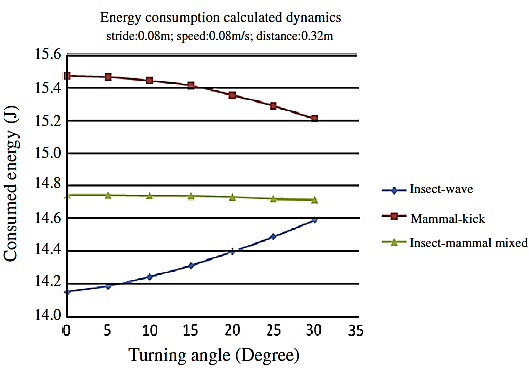 Energy consumption calculated dynamics
stride:0.08m; speed:0.08m/s; distance:0.32m
15.6
15.4
15.2
15.0
14.8
14.6
14.4
14.2
14.0
Consumed energy (J)
0 5 10 15 20 25 30 35
Turning angle (Degree)
Insect-wave
Mammal-kick
Insect-mammal mixed